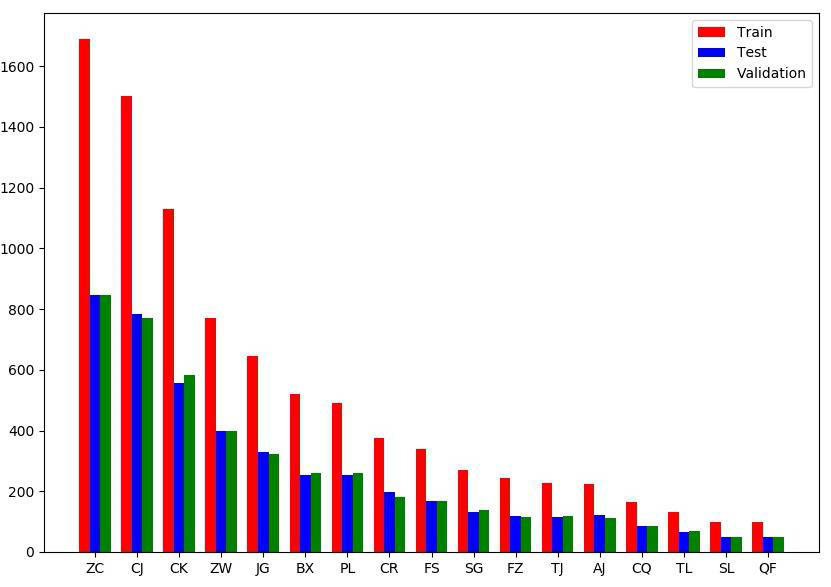 Train
Test
Validation
1600
1400
1200
1000
800
600
400
200
0
ZC CJ CK ZW JG BX PL CR FS SG FZ TJ AJ CQ TL SL QF